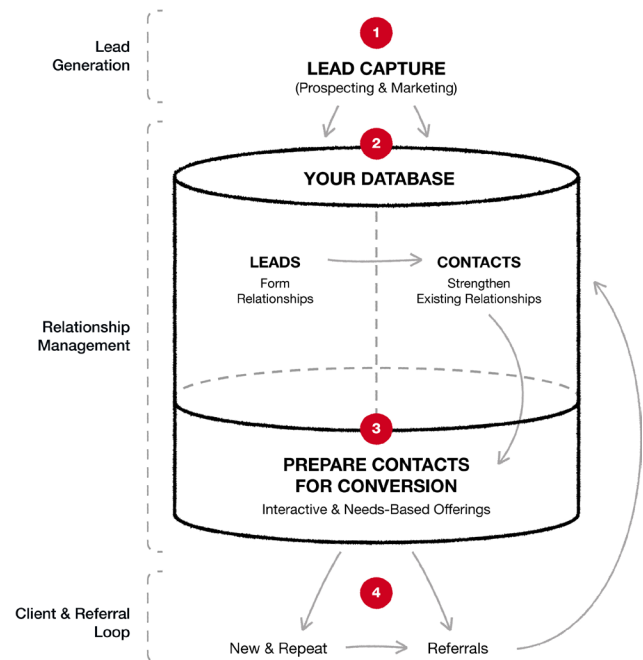 1
Lead
Generation
LEAD CAPTURE
(Prospecting & Marketing)
2
YOUR DATABASE
LEADS
Form
Relationships
CONTACTS
Strengthen
Existing Relationships
Relationship
Management
3
PREPARE CONTACTS
FOR CONVERSION
Interactive & Needs-Based Offerings
4
Client & Referral
Loop
New & Repeat
Referrals